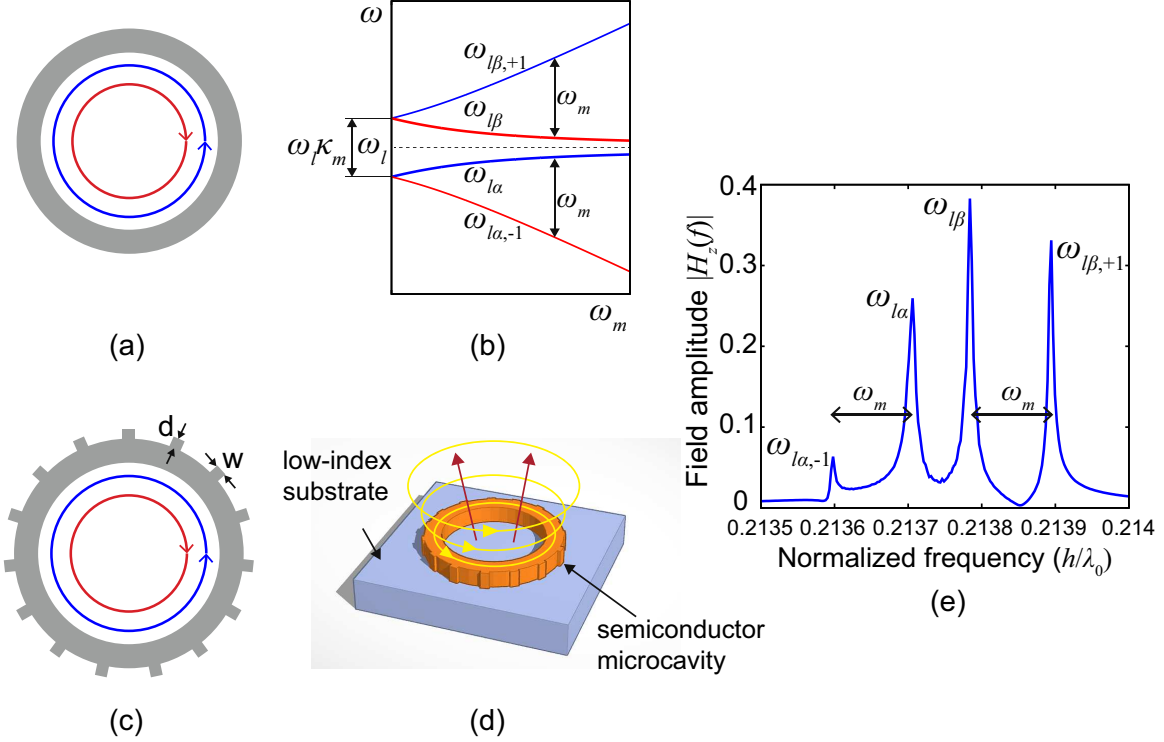 (a)
ω
ω_{lβ,+1}
ω_m
ω_{lβ}
ω_lκ_m
ω_l
ω_{lα}
ω_m
ω_{lα,-1}
ω_m
(b)
d
w
(c)
low-index
substrate
semiconductor
microcavity
(d)
Field amplitude |H_z(f)|
0.4
0.3
0.2
0.1
0
ω_{lβ}
ω_{lβ,+1}
ω_{lα}
ω_m
ω_m
ω_{lα,-1}
0.2135 0.2136 0.2137 0.2138 0.2139 0.214
Normalized frequency (h/λ_0)
(e)